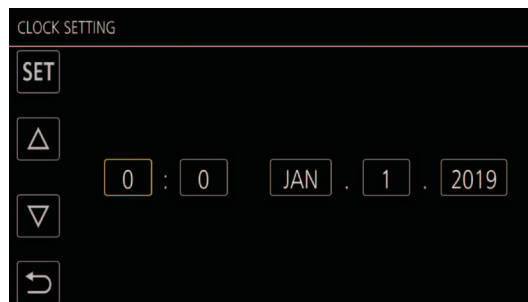 CLOCK SETTING
SET
0 : 0 JAN . 1 . 2019